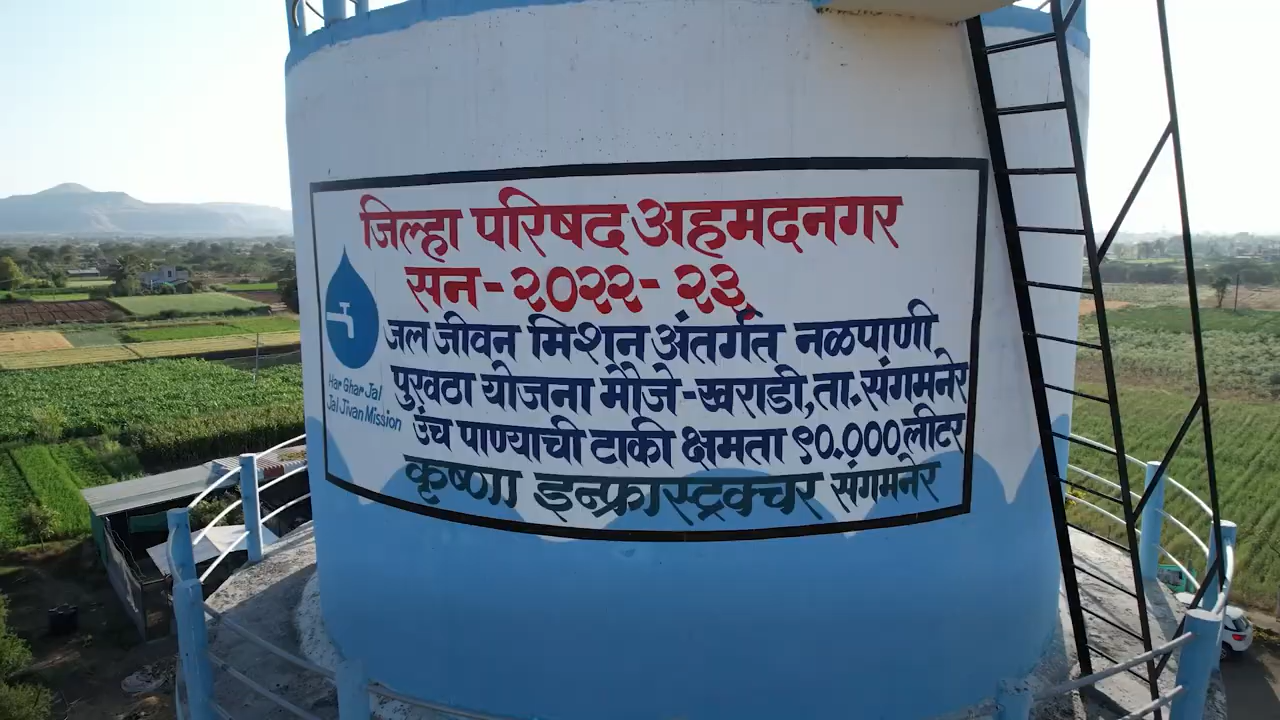 जिल्हा परिषद अहमदनगर
सन-२०२२-२३
जल जीवन मिशन अंतर्गत नळपाणी
पुरवठा योजना मौजे-खराडी,ता.संगमनेर
उंच पाण्याची टाकी क्षमता ९०.००० लीटर
कृष्णा इन्फ्रास्ट्रक्चर संगमनेर
Har Ghar Jal
Jal Jivan Mission